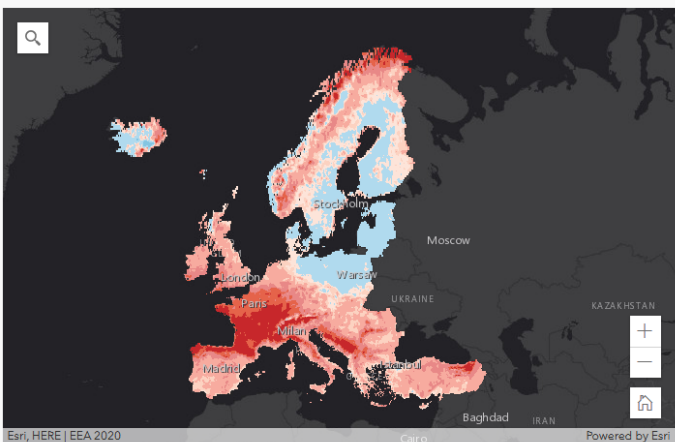 Stockholm
Moscow
Warsaw
London
UKRAINE
Paris
KAZAKHSTAN
Milan
Madrid
Istanbul
Baghdad
IRAN
Cairo
Esri, HERE | EEA 2020
Powered by Esri